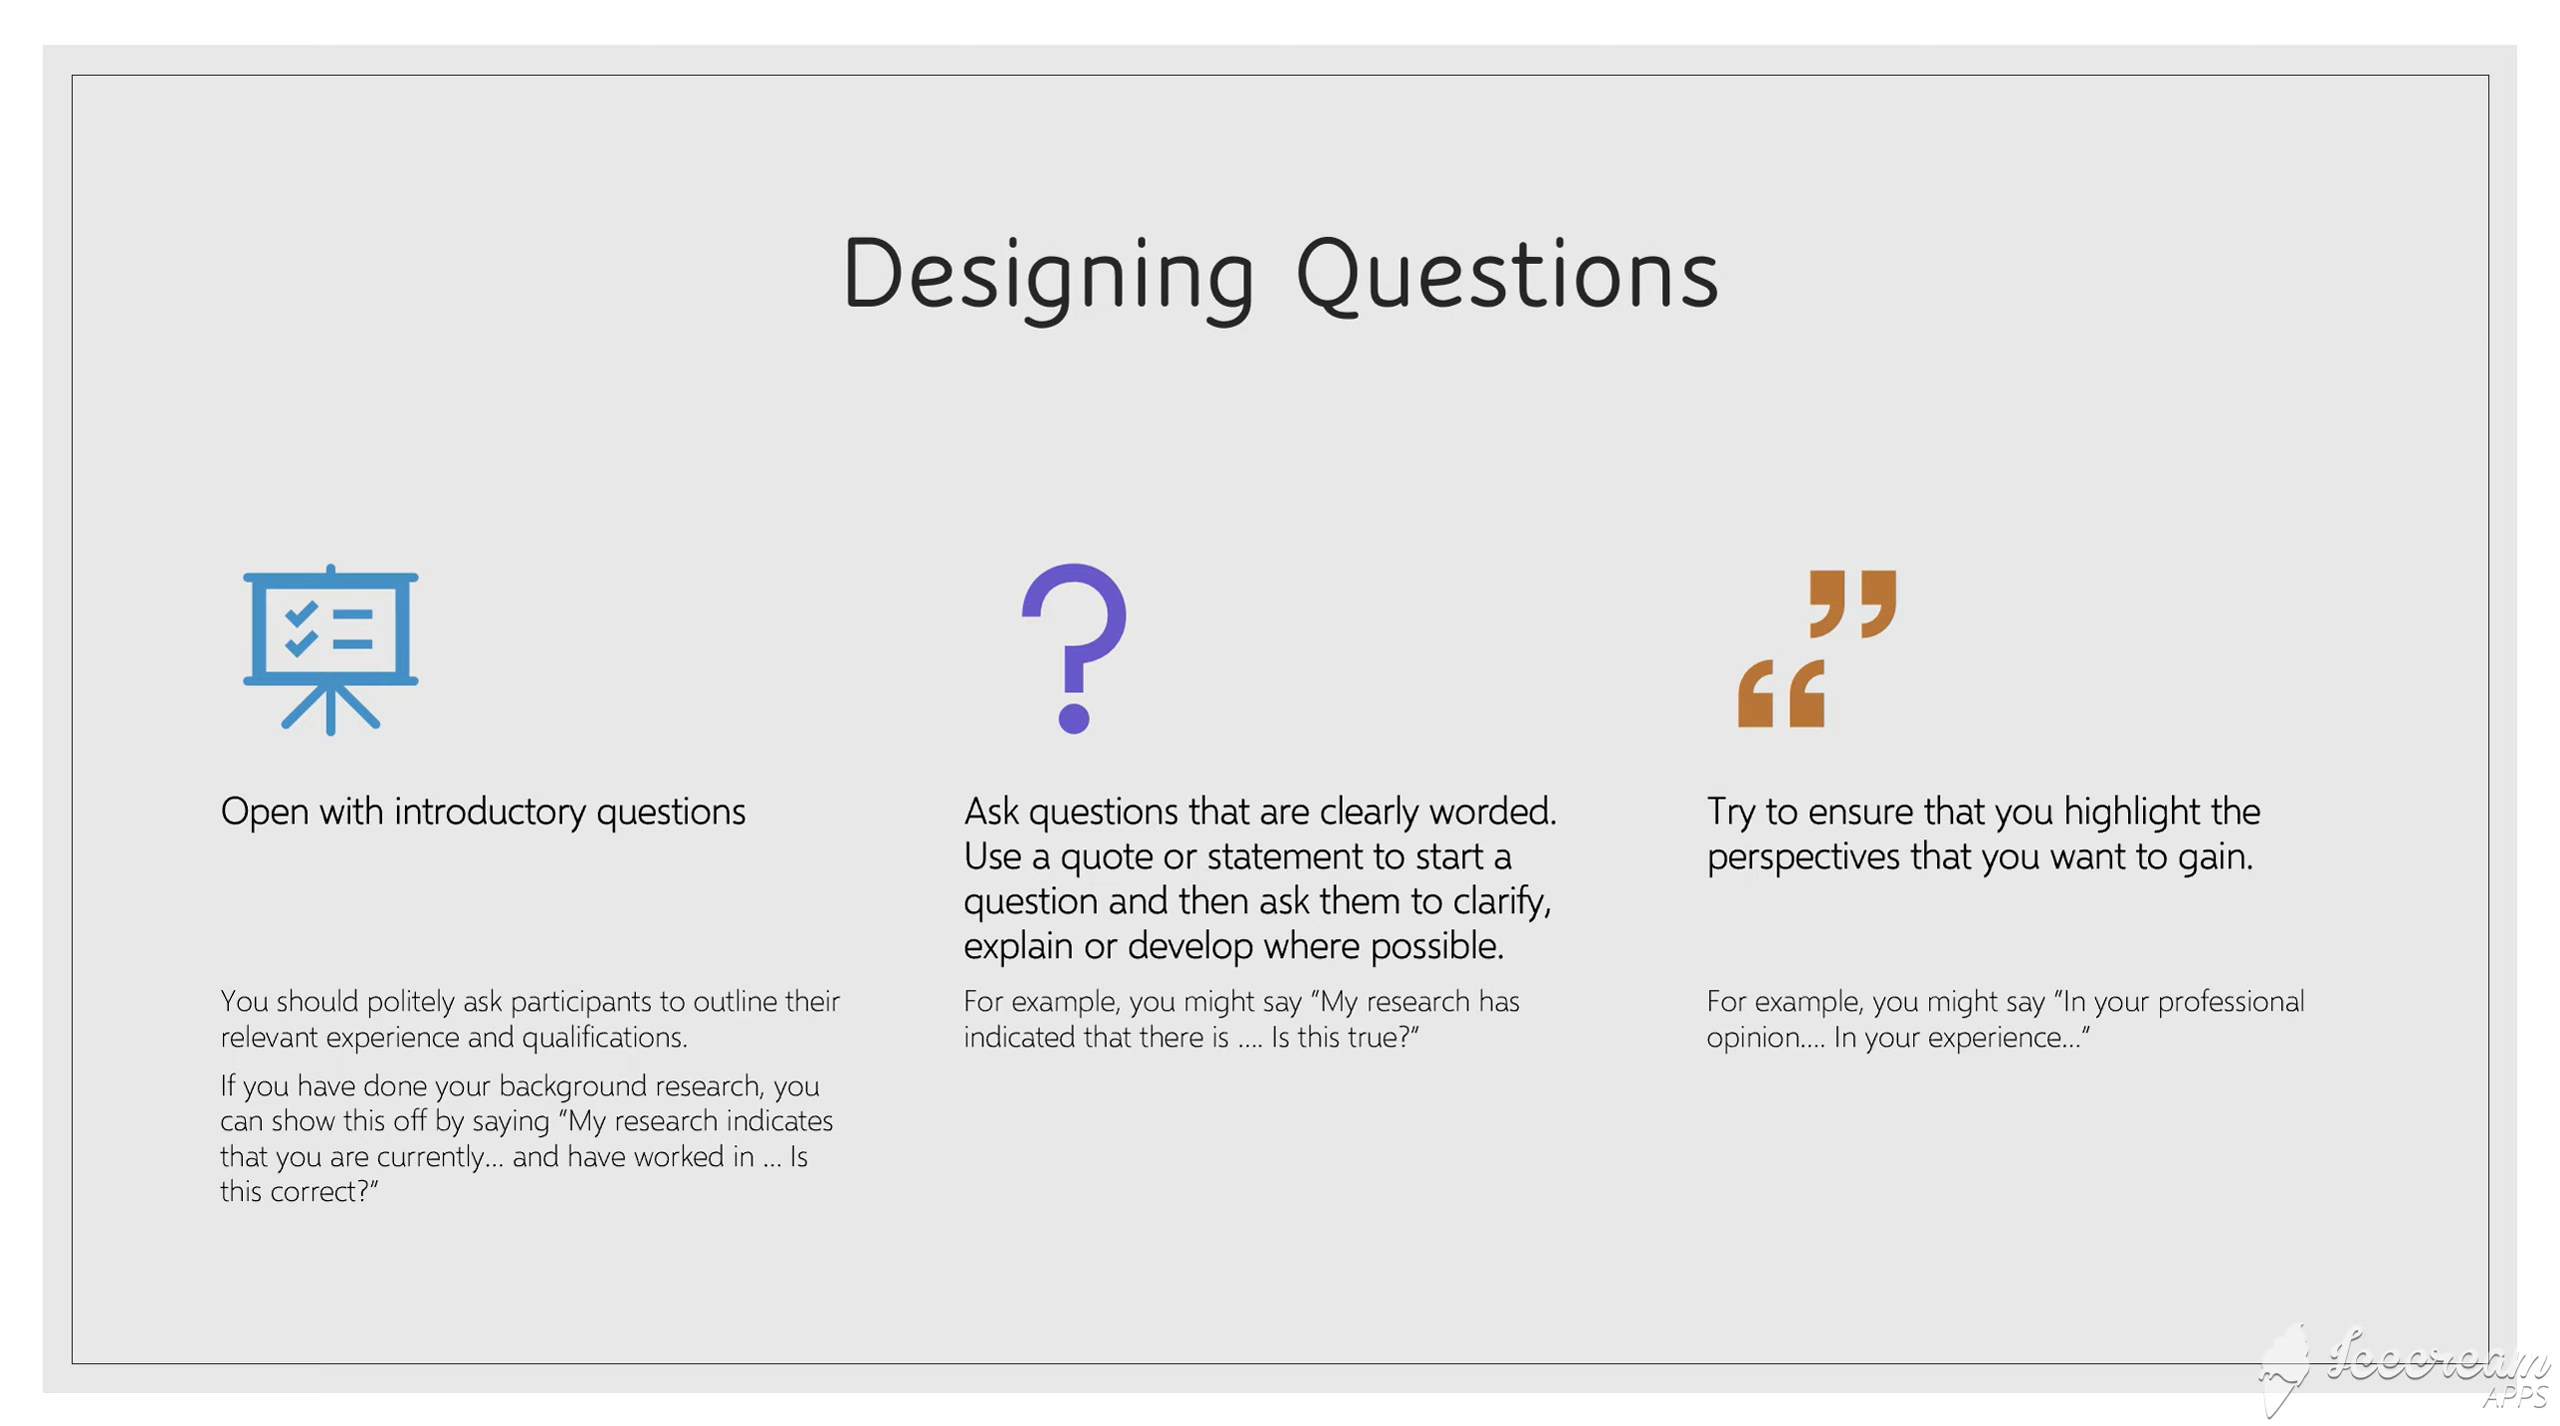 Designing Questions
Open with introductory questions
You should politely ask participants to outline their
relevant experience and qualifications.
If you have done your background research, you
can show this off by saying “My research indicates
that you are currently... and have worked in ... Is
this correct?”
Ask questions that are clearly worded.
Use a quote or statement to start a
question and then ask them to clarify,
explain or develop where possible.
For example, you might say “My research has
indicated that there is .... Is this true?”
Try to ensure that you highlight the
perspectives that you want to gain.
For example, you might say “In your professional
opinion.... In your experience...”
Icecream
APPS